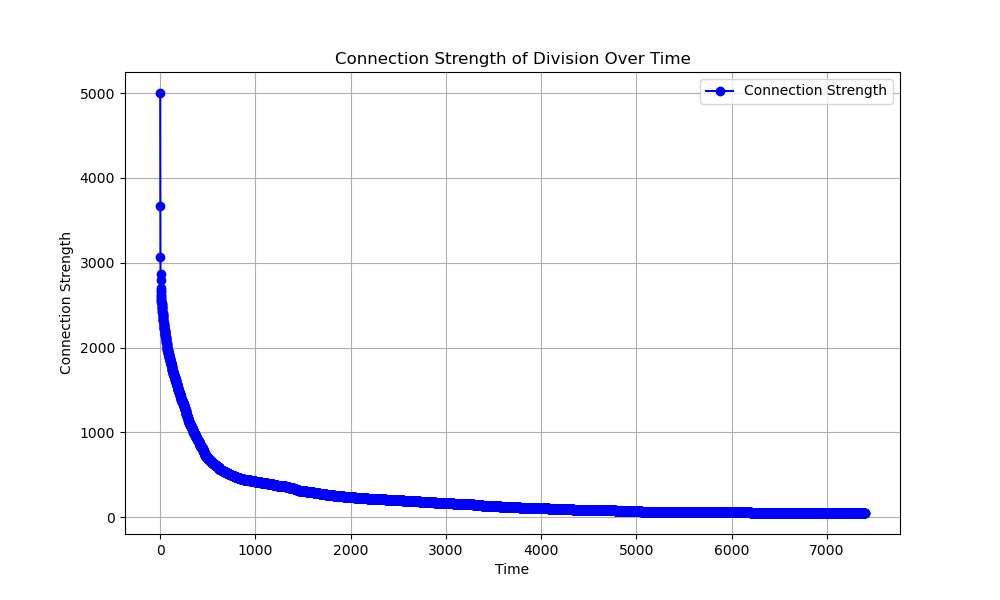 Connection Strength of Division Over Time
Connection Strength
5000
4000
3000
2000
1000
0
Connection Strength
0 1000 2000 3000 4000 5000 6000 7000
Time